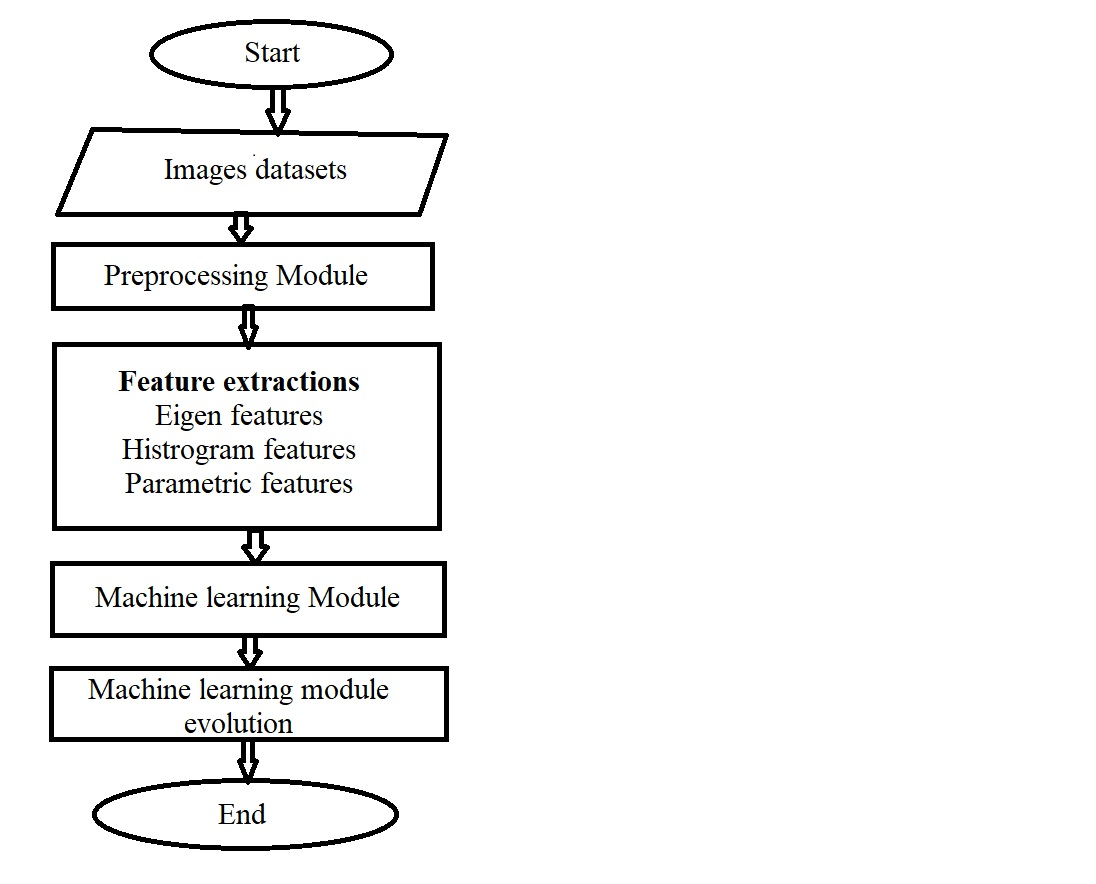 Start
Images datasets
Preprocessing Module
Feature extractions
Eigen features
Histrogram features
Parametric features
Machine learning Module
Machine learning module
evolution
End